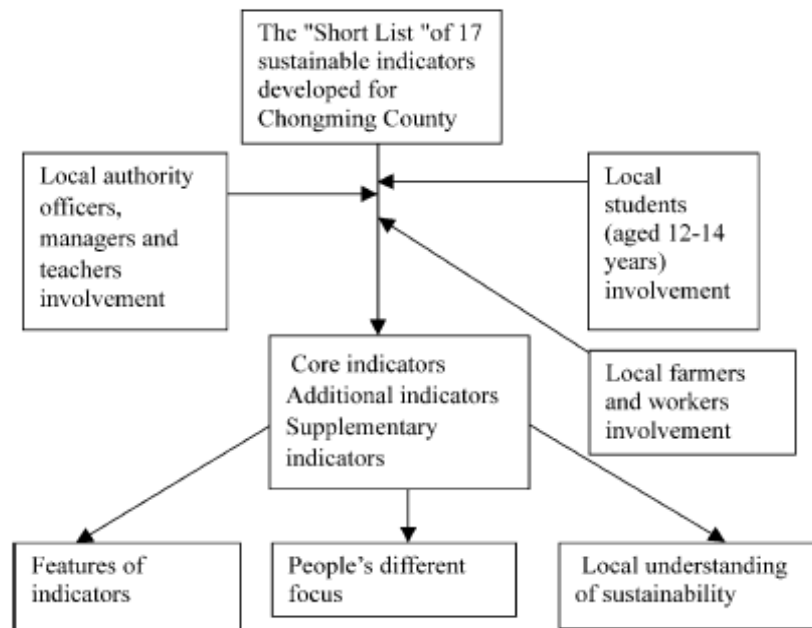 The "Short List "of 17
sustainable indicators
developed for
Chongming County
Local authority
officers,
managers and
teachers
involvement
Local
students
(aged 12-14
years)
involvement
Core indicators
Additional indicators
Supplementary
indicators
Local farmers
and workers
involvement
Features of
indicators
People's different
focus
Local understanding
of sustainability